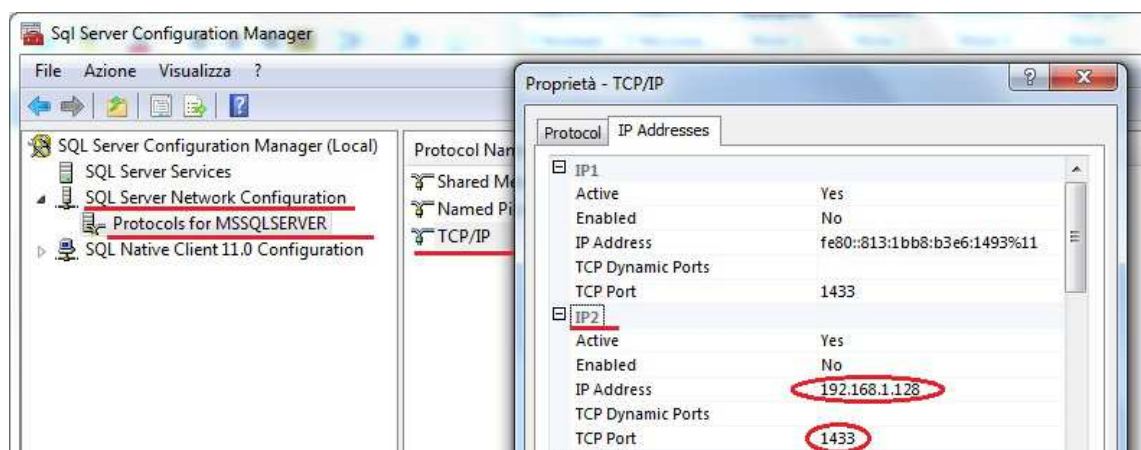 Sql Server Configuration Manager
File Azione Visualizza ?
SQL Server Configuration Manager (Local)
SQL Server Services
SQL Server Network Configuration
Protocols for MSSQLSERVER
SQL Native Client 11.0 Configuration
Protocol Nam
Shared Me
Named Pi
TCP/IP
Proprietà - TCP/IP
Protocol IP Addresses
IP1
Active Yes
Enabled No
IP Address fe80::813:1bb8:b3e6:1493%11
TCP Dynamic Ports
TCP Port 1433
IP2
Active Yes
Enabled No
IP Address 192.168.1.128
TCP Dynamic Ports
TCP Port 1433